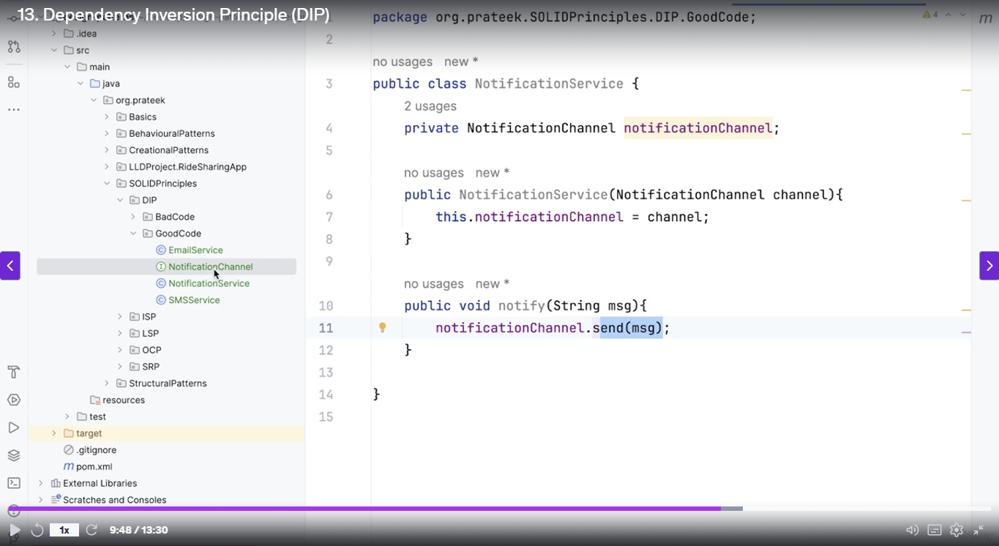 13. Dependency Inversion Principle (DIP)
.idea
src
main
java
org.prateek
Basics
BehaviouralPatterns
CreationalPatterns
LLDProject.RideSharingApp
SOLIDPrinciples
DIP
BadCode
GoodCode
EmailService
NotificationChannel
NotificationService
SMSService
ISP
LSP
OCP
SRP
StructuralPatterns
resources
test
target
.gitignore
m pom.xml
External Libraries
Scratches and Consoles
1 package org.prateek.SOLIDPrinciples.DIP.GoodCode;
4
m
2
no usages new *
3 public class NotificationService {
2 usages
4 private NotificationChannel notificationChannel;
5
no usages new *
6 public NotificationService(NotificationChannel channel){
7 this.notificationChannel = channel;
8 }
9
no usages new *
10 public void notify(String msg){
11 notificationChannel.send(msg);
12 }
13
14 }
15
1x
9:48 / 13:30